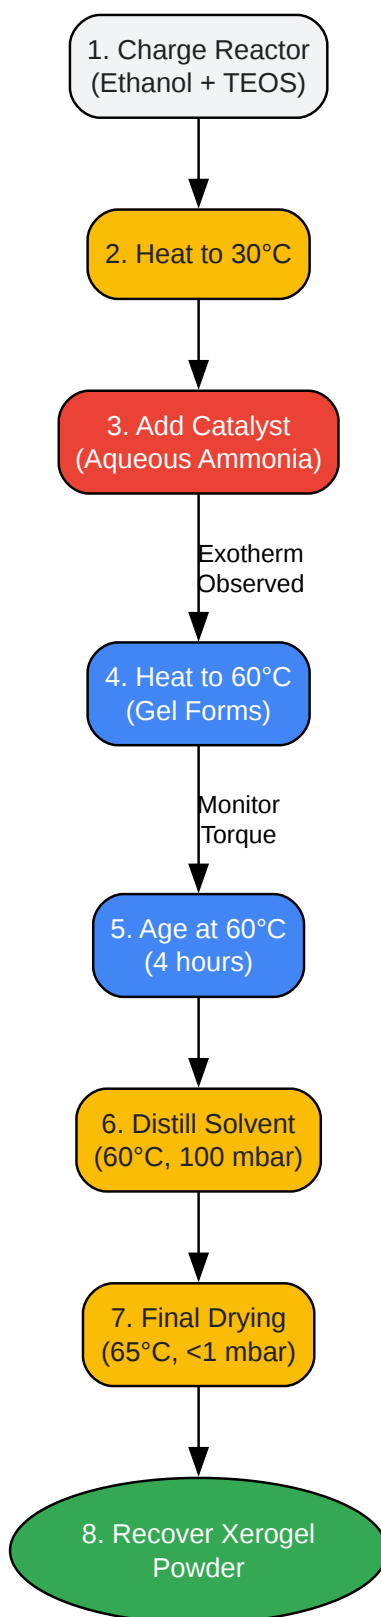 1. Charge Reactor
(Ethanol + TEOS)
2. Heat to 30°C
3. Add Catalyst
(Aqueous Ammonia)
Exotherm
Observed
4. Heat to 60°C
(Gel Forms)
Monitor
Torque
5. Age at 60°C
(4 hours)
6. Distill Solvent
(60°C, 100 mbar)
7. Final Drying
(65°C, <1 mbar)
8. Recover Xerogel
Powder